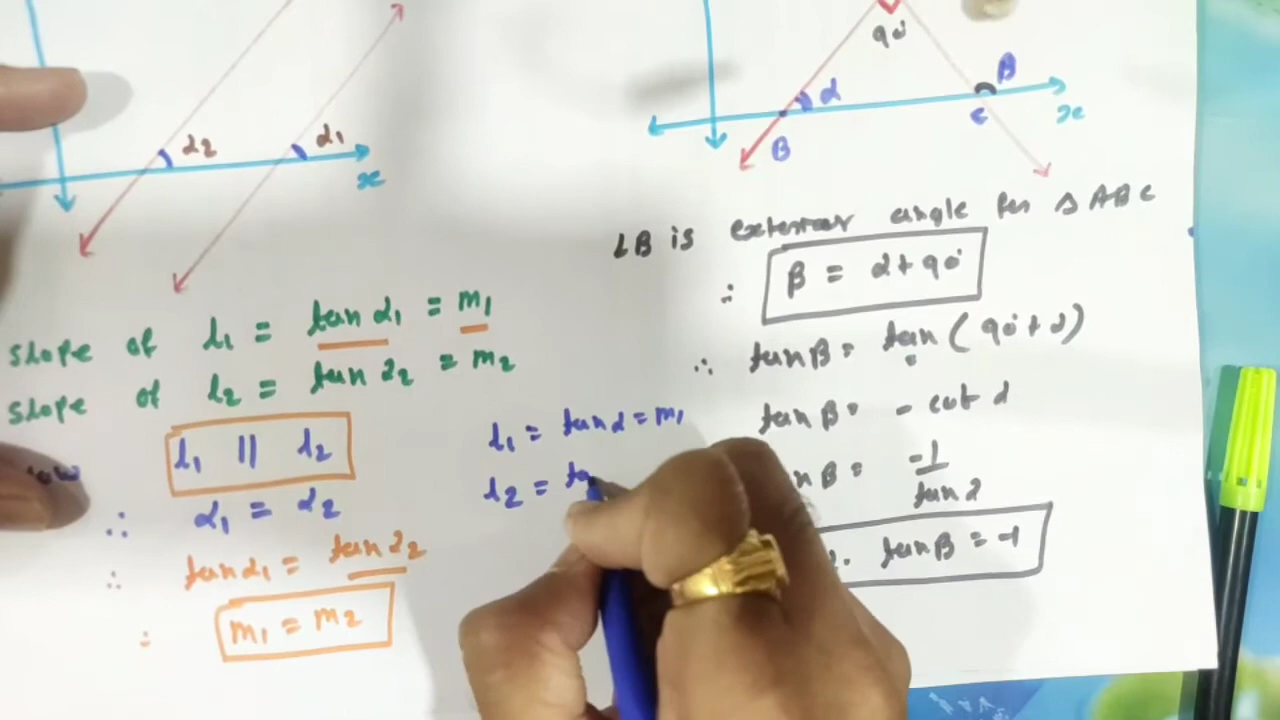 α2
α1
x
slope of l1 = tan α1 = m1
slope of l2 = tan α2 = m2
l1 || l2
∴ α1 = α2
∴ tan α1 = tan α2
∴ m1 = m2
90°
α
β
B
C
x
∠B is exterior angle for Δ ABC
∴ β = α + 90°
∴ tan β = tan (90° + α)
tan β = - cot α
-1
tan α
tan β = -1
l1 = tan α = m1
l2 =